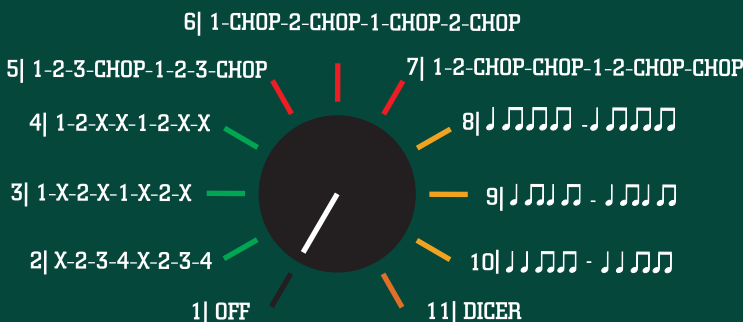 6| 1-CHOP-2-CHOP-1-CHOP-2-CHOP
5| 1-2-3-CHOP-1-2-3-CHOP
7| 1-2-CHOP-CHOP-1-2-CHOP-CHOP
4| 1-2-X-X-1-2-X-X
8| ♩ ♫♫ - ♩ ♫♫
3| 1-X-2-X-1-X-2-X
9| ♩ ♫♩ ♫ - ♩ ♫♩ ♫
2| X-2-3-4-X-2-3-4
10| ♩ ♩ ♫♫ - ♩ ♩ ♫♫
1| OFF
11| DICER